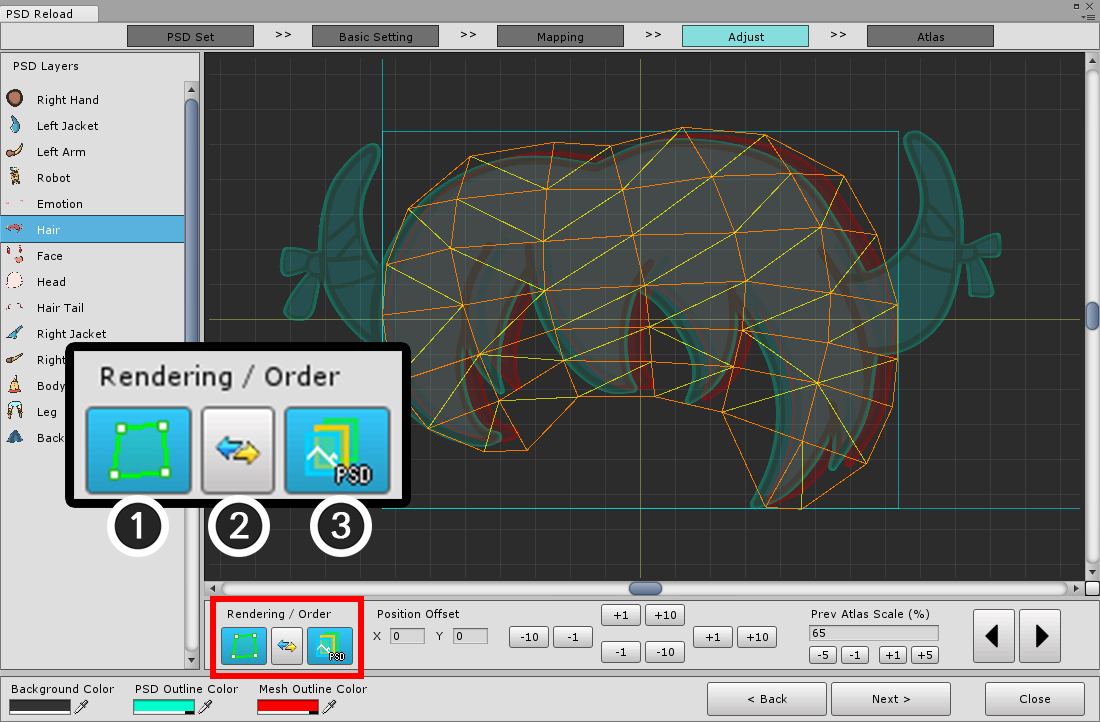 PSD Reload
PSD Set >> Basic Setting >> Mapping >> Adjust >> Atlas
PSD Layers
Right Hand
Left Jacket
Left Arm
Robot
Emotion
Hair
Face
Head
Hair Tail
Right Jacket
Right
Body
Leg
Back
Rendering / Order
PSD
1 2 3
Rendering / Order
PSD
Position Offset
X 0 Y 0
-10 -1
+1 +10
-1 -10
+1 +10
Prev Atlas Scale (%)
65
-5 -1 +1 +5
Background Color
PSD Outline Color
Mesh Outline Color
< Back
Next >
Close